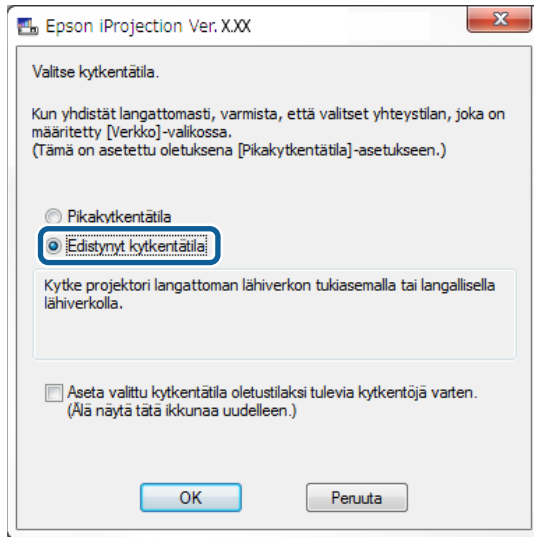 Epson iProjection Ver. X.XX
Valitse kytkentätila.
Kun yhdistät langattomasti, varmista, että valitset yhteystilan, joka on
määritetty [Verkko]-valikossa.
(Tämä on asetettu oletuksena [Pikakytkentätila]-asetukseen.)
Pikakytkentätila
Edistynyt kytkentätila
Kytke projektori langattoman lähiverkon tukiasemalla tai langallisella
lähiverkolla.
Aseta valittu kytkentätila oletustilaksi tulevia kytkentöjä varten.
(Älä näytä tätä ikkunaa uudelleen.)
OK
Peruuta